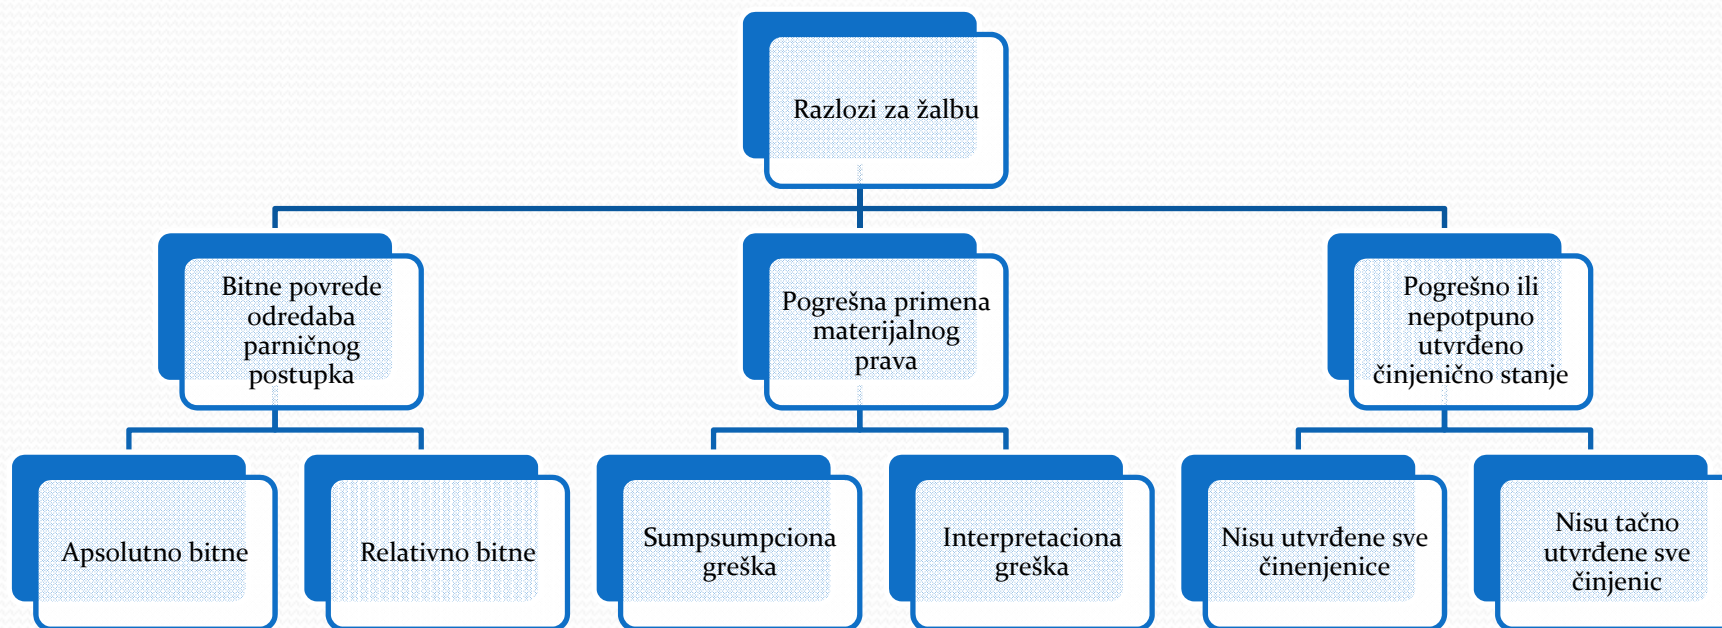 Razlozi za žalbu
Bitne povrede
odredaba
parničnog
postupka
Pogrešna primena
materijalnog
prava
Pogrešno ili
nepotpuno
utvrđeno
činjenično stanje
Apsolutno bitne
Relativno bitne
Sumpsumpciona
greška
Interpretaciona
greška
Nisu utvrđene sve
činenjenice
Nisu tačno
utvrđene sve
činjenic